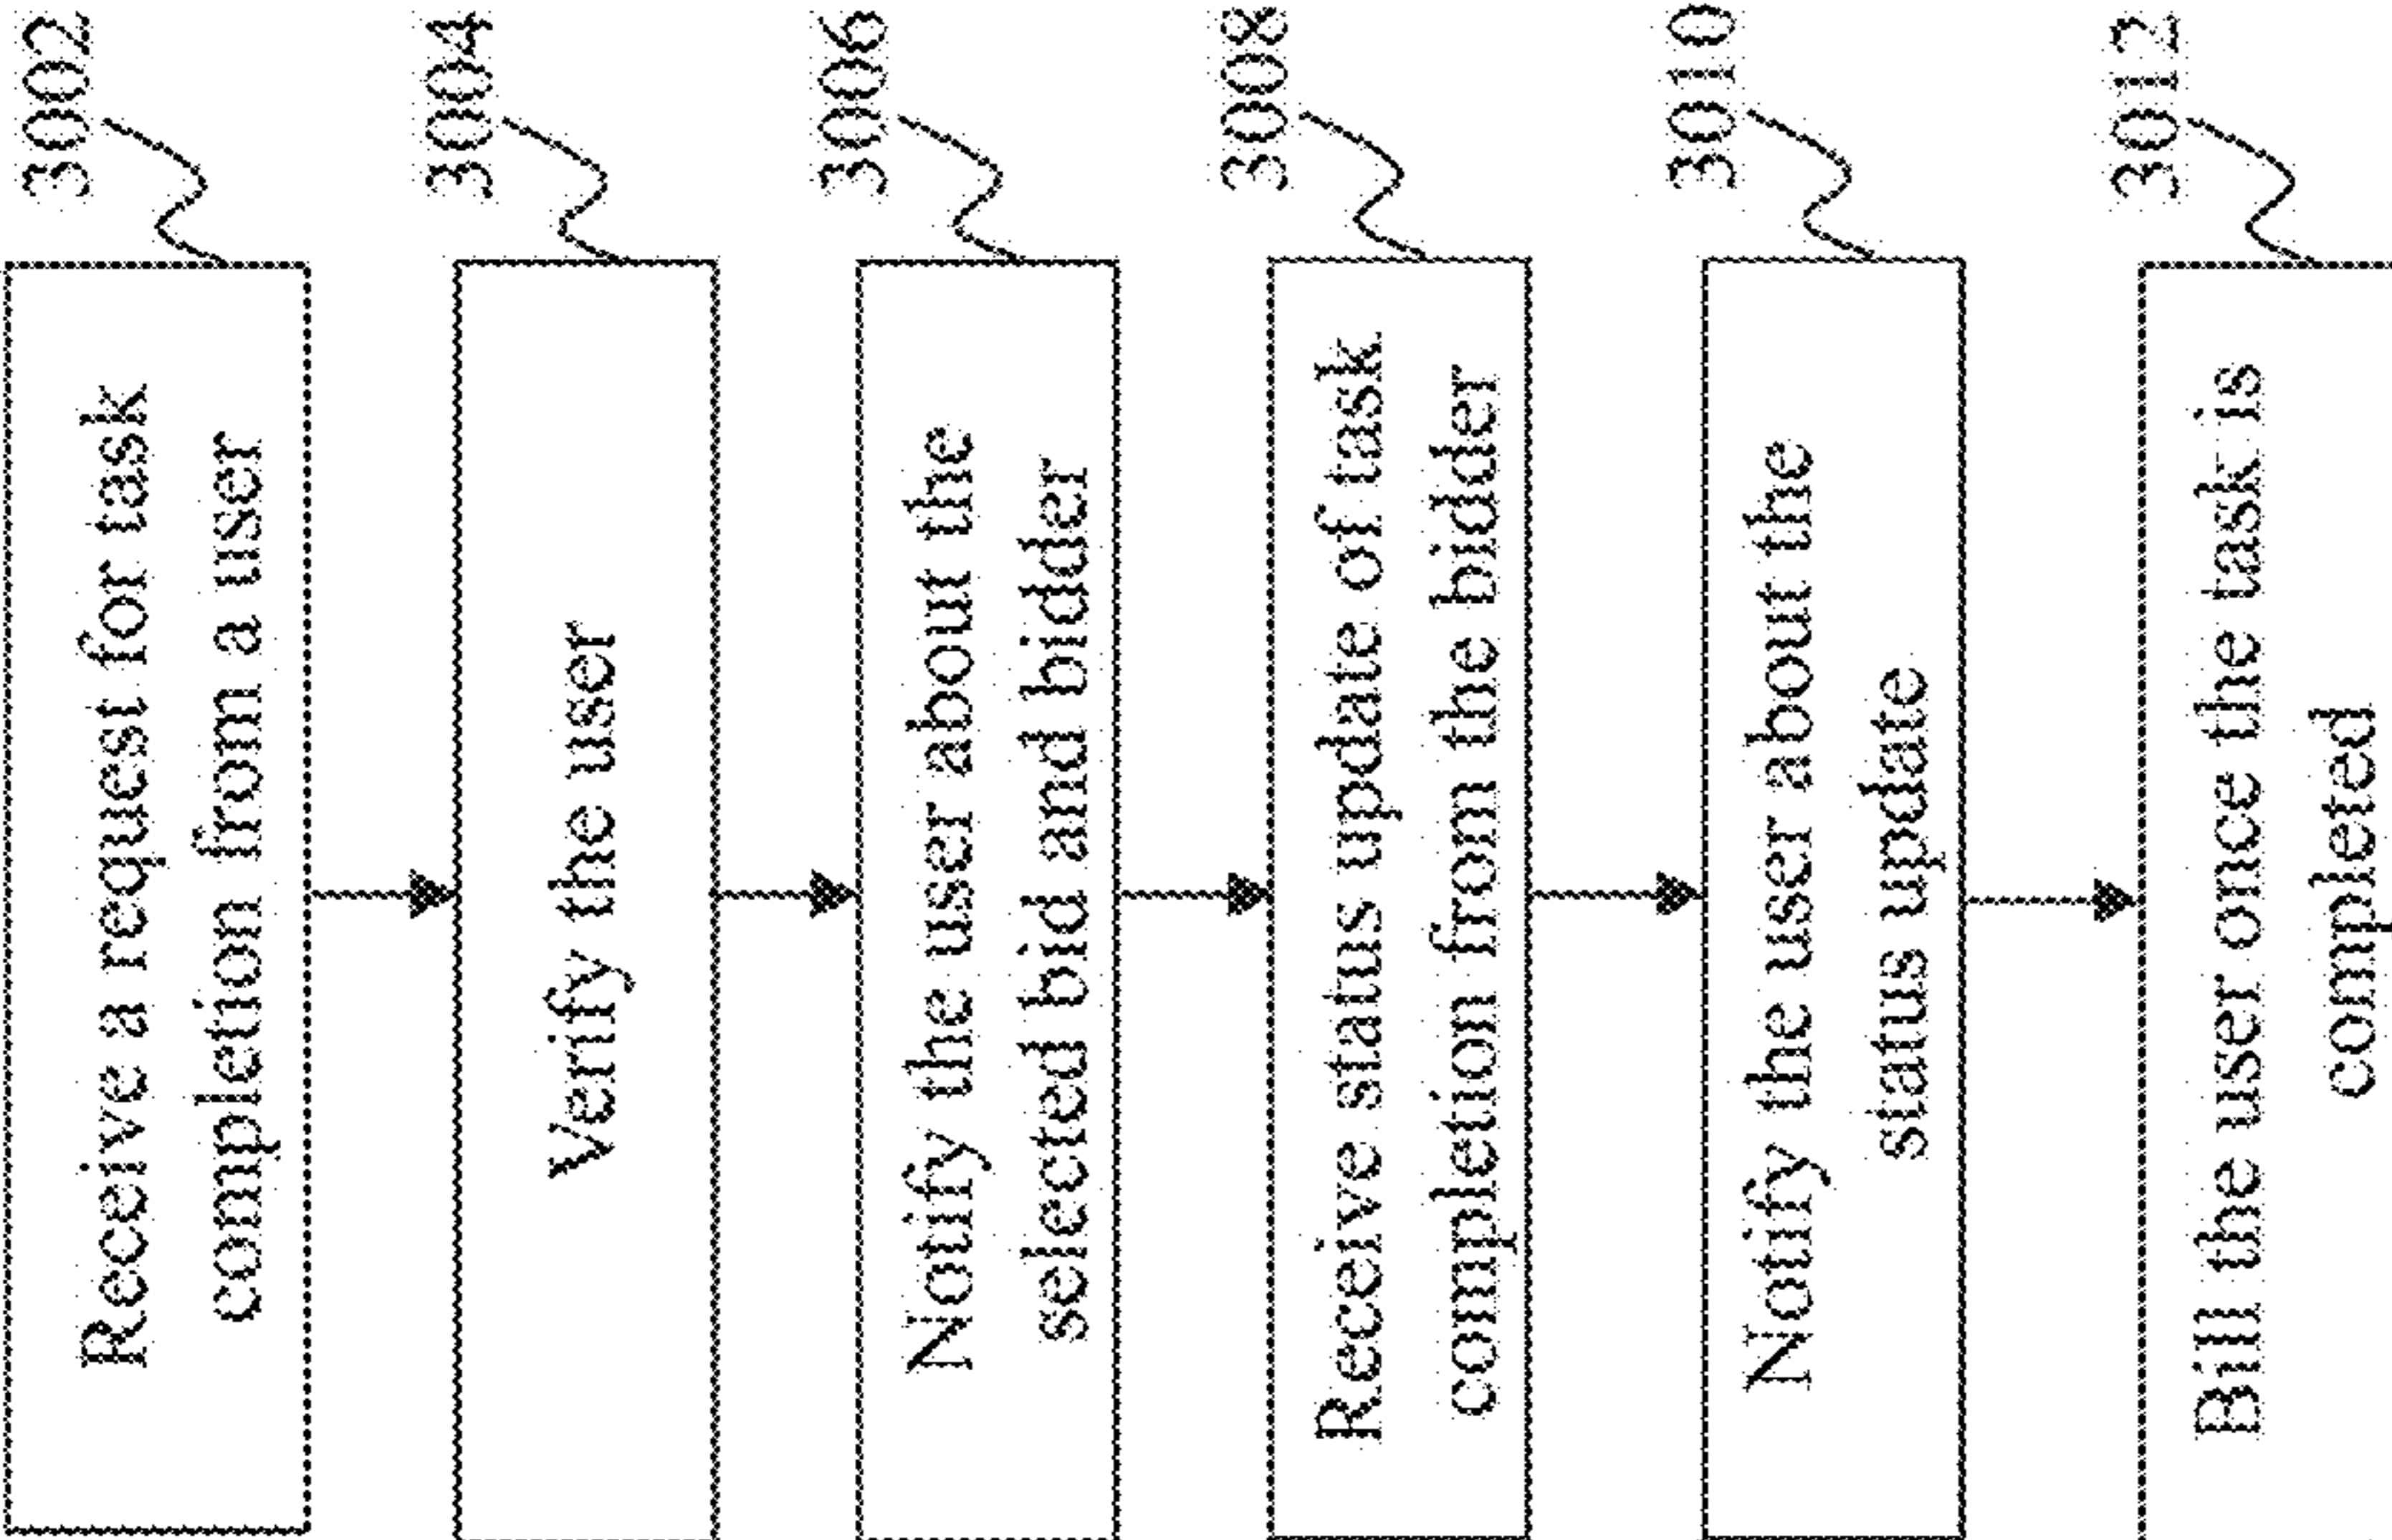 3002
Receive a request for task
completion from a user
3004
Verify the user
3006
Notify the user about the
selected bid and bidder
3008
Receive status update of task
completion from the bidder
3010
Notify the user about the
status update
3012
Bill the user once the task is
completed